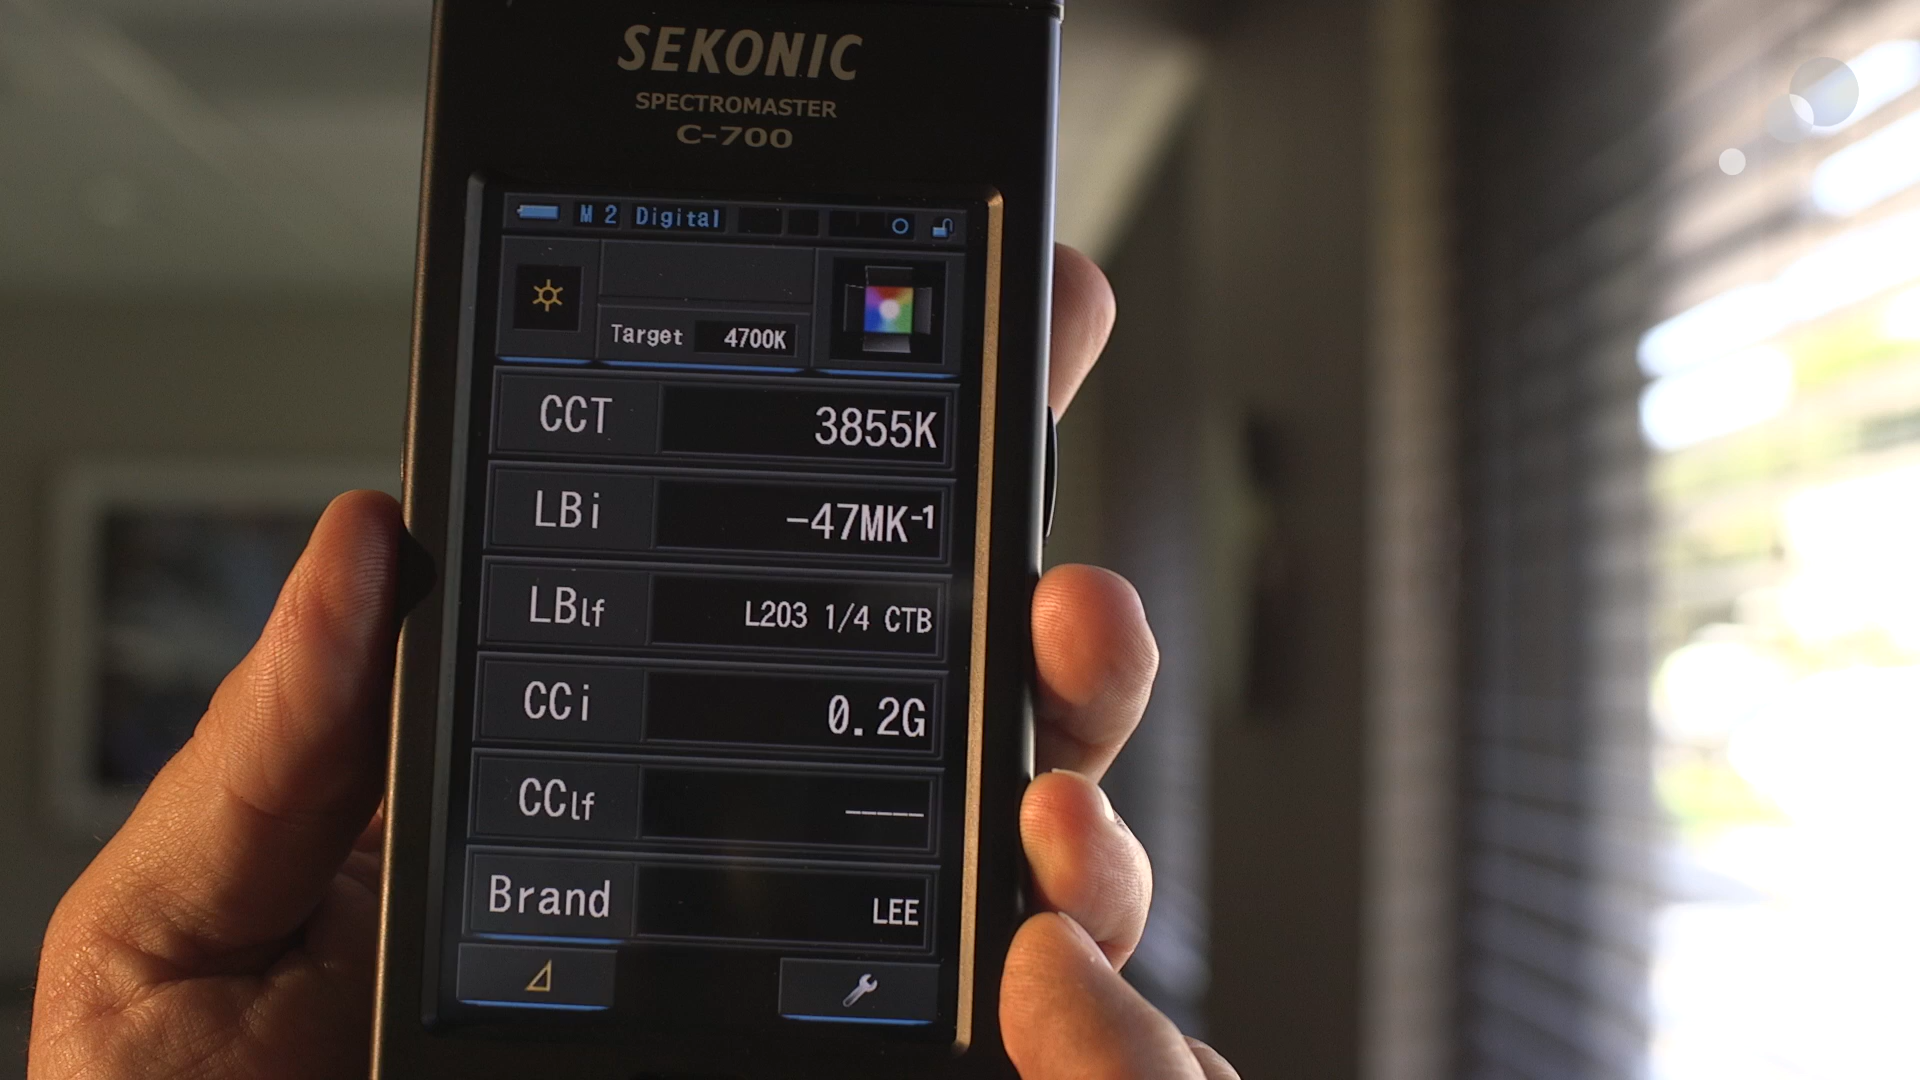 SEKONIC
SPECTROMASTER
C-700
M 2 Digital
Target 4700K
CCT 3855K
LBi -47MK⁻¹
LBlf L203 1/4 CTB
CCi 0.2G
CClf -----
Brand LEE